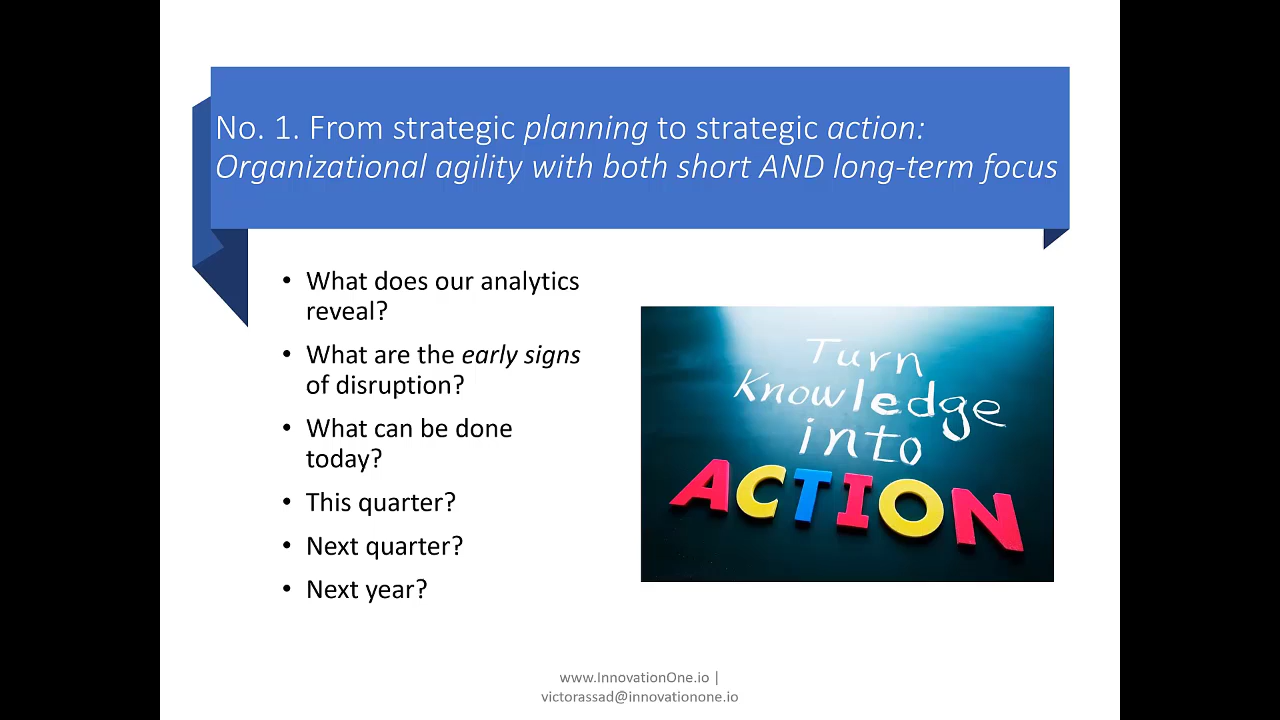 No. 1. From strategic planning to strategic action:
Organizational agility with both short AND long-term focus
• What does our analytics
reveal?
• What are the early signs
of disruption?
• What can be done
today?
• This quarter?
• Next quarter?
• Next year?
Turn
Knowledge
into
ACTION
www.InnovationOne.io |
victorassad@innovationone.io